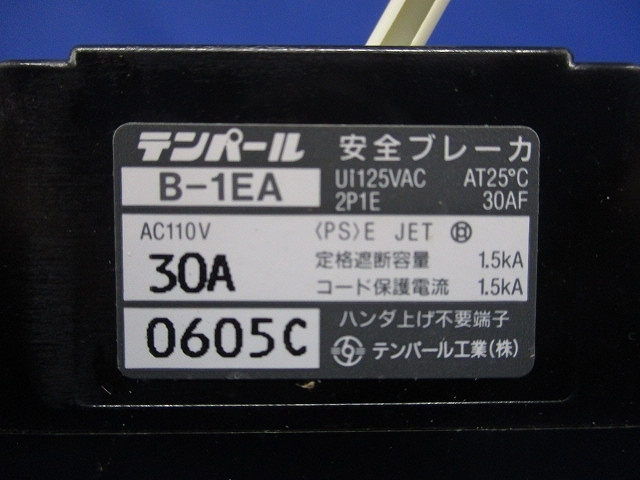 テンパール 安全ブレーカ
B-1EA Ui125VAC AT25°C
2P1E 30AF
AC110V 〈PS〉E JET Ⓗ
30A 定格遮断容量 1.5kA
コード保護電流 1.5kA
0605C ハンダ上げ不要端子
テンパール工業(株)